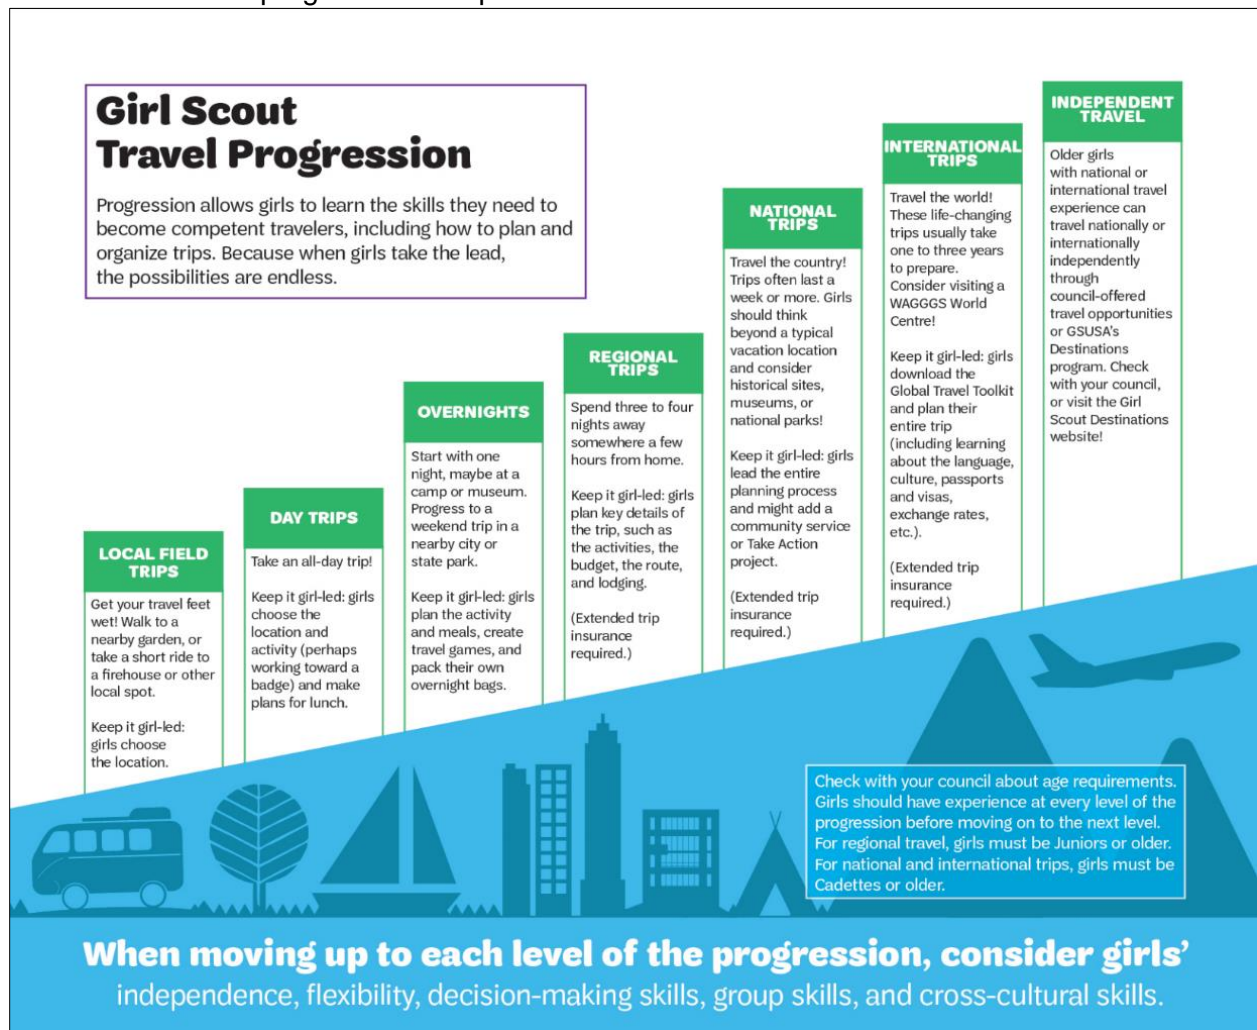 Girl Scout
Travel Progression
Progression allows girls to learn the skills they need to
become competent travelers, including how to plan and
organize trips. Because when girls take the lead,
the possibilities are endless.
LOCAL FIELD
TRIPS
Get your travel feet
wet! Walk to a
nearby garden, or
take a short ride to
a firehouse or other
local spot.
Keep it girl-led:
girls choose
the location.
DAY TRIPS
Take an all-day trip!
Keep it girl-led: girls
choose the
location and
activity (perhaps
working toward a
badge) and make
plans for lunch.
OVERNIGHTS
Start with one
night, maybe at a
camp or museum.
Progress to a
weekend trip in a
nearby city or
state park.
Keep it girl-led: girls
plan the activity
and meals, create
travel games, and
pack their own
overnight bags.
REGIONAL
TRIPS
Spend three to four
nights away
somewhere a few
hours from home.
Keep it girl-led: girls
plan key details of
the trip, such as
the activities, the
budget, the route,
and lodging.
(Extended trip
insurance
required.)
NATIONAL
TRIPS
Travel the country!
Trips often last a
week or more. Girls
should think
beyond a typical
vacation location
and consider
historical sites,
museums, or
national parks!
Keep it girl-led: girls
lead the entire
planning process
and might add a
community service
or Take Action
project.
(Extended trip
insurance
required.)
INTERNATIONAL
TRIPS
Travel the world!
These life-changing
trips usually take
one to three years
to prepare.
Consider visiting a
WAGGGS World
Centre!
Keep it girl-led: girls
download the
Global Travel Toolkit
and plan their
entire trip
(including learning
about the language,
culture, passports
and visas,
exchange rates,
etc.).
(Extended trip
insurance
required.)
INDEPENDENT
TRAVEL
Older girls
with national or
international travel
experience can
travel nationally or
internationally
independently
through
council-offered
travel opportunities
or GSUSA's
Destinations
program. Check
with your council,
or visit the Girl
Scout Destinations
website!
Check with your council about age requirements.
Girls should have experience at every level of the
progression before moving on to the next level.
For regional travel, girls must be Juniors or older.
For national and international trips, girls must be
Cadettes or older.
When moving up to each level of the progression, consider girls'
independence, flexibility, decision-making skills, group skills, and cross-cultural skills.